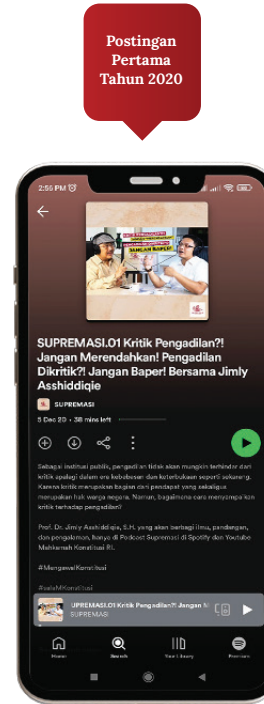 Postingan
Pertama
Tahun 2020
2:56 PM
SUPREMASI.01 Kritik Pengadilan?!
Jangan Merendahkan! Pengadilan
Dikritik?! Jangan Baper! Bersama Jimly
Asshiddiqie
SUPREMASI
5 Dec 20 • 38 mins left
Sebagai institusi publik, pengadilan tidak akan mungkin terhindar dari
kritik apalagi dalam era kebebasan dan keterbukaan seperti sekarang.
Karena kritik merupakan bagian dari pendapat yang sekaligus
merupakan hak warga negara. Namun, bagaimana cara menyampaikan
kritik terhadap pengadilan?
Prof. Dr. Jimly Asshiddiqie, S.H. yang akan berbagi ilmu, pandangan,
dan pengalaman, hanya di Podcast Supremasi di Spotify dan Youtube
Mahkamah Konstitusi RI.
#MengawalKonstitusi
UPREMASI.01 Kritik Pengadilan?! Jangan M
SUPREMASI
Home
Search
Your Library
Premium